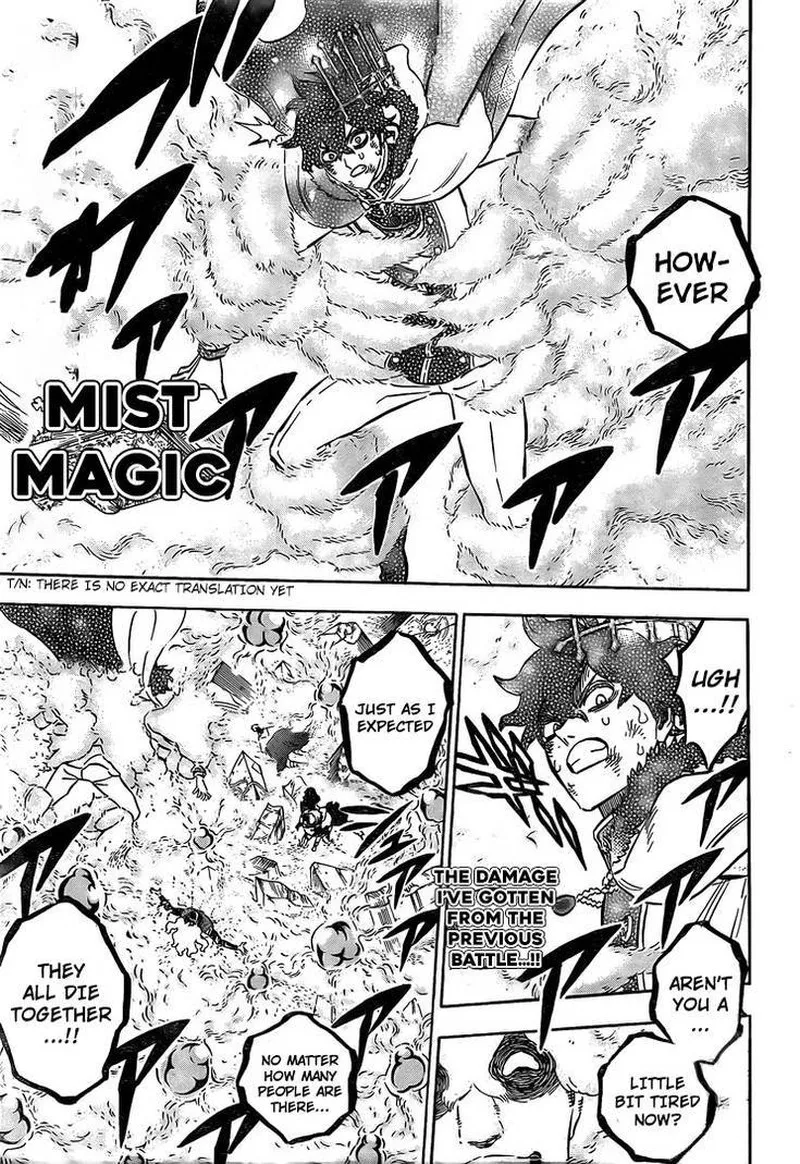 HOW-
EVER
MIST
MAGIC
T/N: THERE IS NO EXACT TRANSLATION YET
UGH
...!!
THE DAMAGE
I'VE GOTTEN
FROM THE
PREVIOUS
BATTLE...!!
AREN'T
YOU A
...
LITTLE
BIT TIRED
NOW?
JUST AS I
EXPECTED
NO MATTER
HOW MANY
PEOPLE ARE
THERE...
THEY
ALL DIE
TOGETHER
...!!